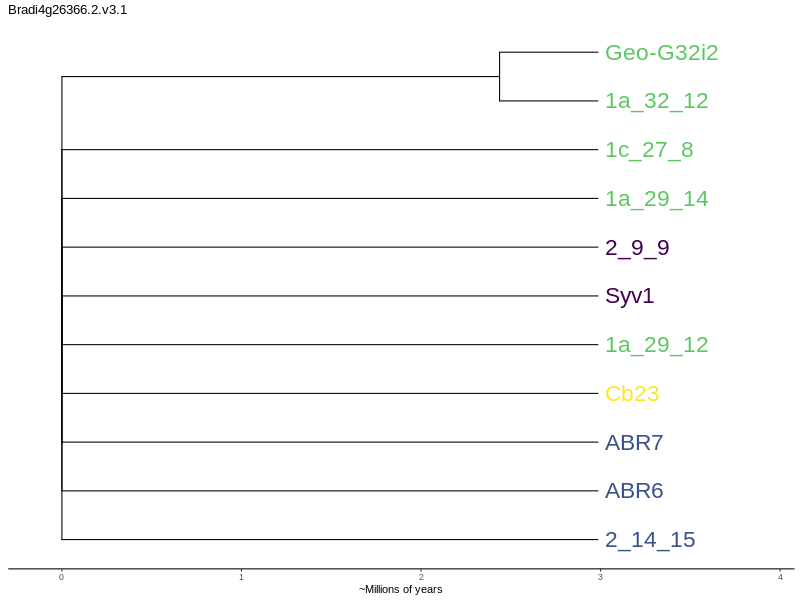 Bradi4g26366.2.v3.1
Geo-G32i2
1a_32_12
1c_27_8
1a_29_14
2_9_9
Syv1
1a_29_12
Cb23
ABR7
ABR6
2_14_15
0 1 2 3 4
~Millions of years